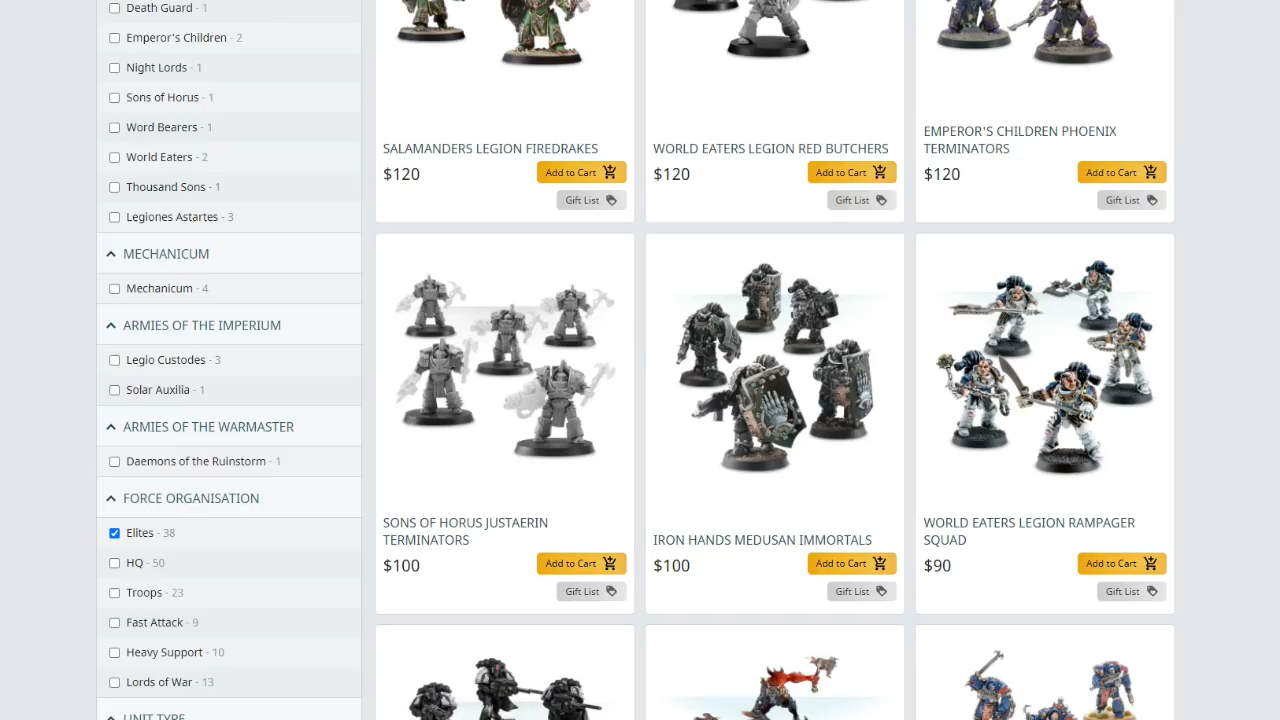 Death Guard - 1
Emperor's Children - 2
Night Lords - 1
Sons of Horus - 1
Word Bearers - 1
World Eaters - 2
Thousand Sons - 1
Legiones Astartes - 3
MECHANICUM
Mechanicum - 4
ARMIES OF THE IMPERIUM
Legio Custodes - 3
Solar Auxilla - 1
ARMIES OF THE WARMASTER
Daemons of the Ruinstorm - 1
FORCE ORGANISATION
Elites - 38
HQ - 50
Troops - 23
Fast Attack - 9
Heavy Support - 10
Lords of War - 13
UNIT TYPE
SALAMANDERS LEGION FIREDRAKES
$120
Add to Cart
Gift List
WORLD EATERS LEGION RED BUTCHERS
$120
Add to Cart
Gift List
EMPEROR'S CHILDREN PHOENIX
TERMINATORS
$120
Add to Cart
Gift List
SONS OF HORUS JUSTAERIN
TERMINATORS
$100
Add to Cart
Gift List
IRON HANDS MEDUSAN IMMORTALS
$100
Add to Cart
Gift List
WORLD EATERS LEGION RAMPAGER
SQUAD
$90
Add to Cart
Gift List